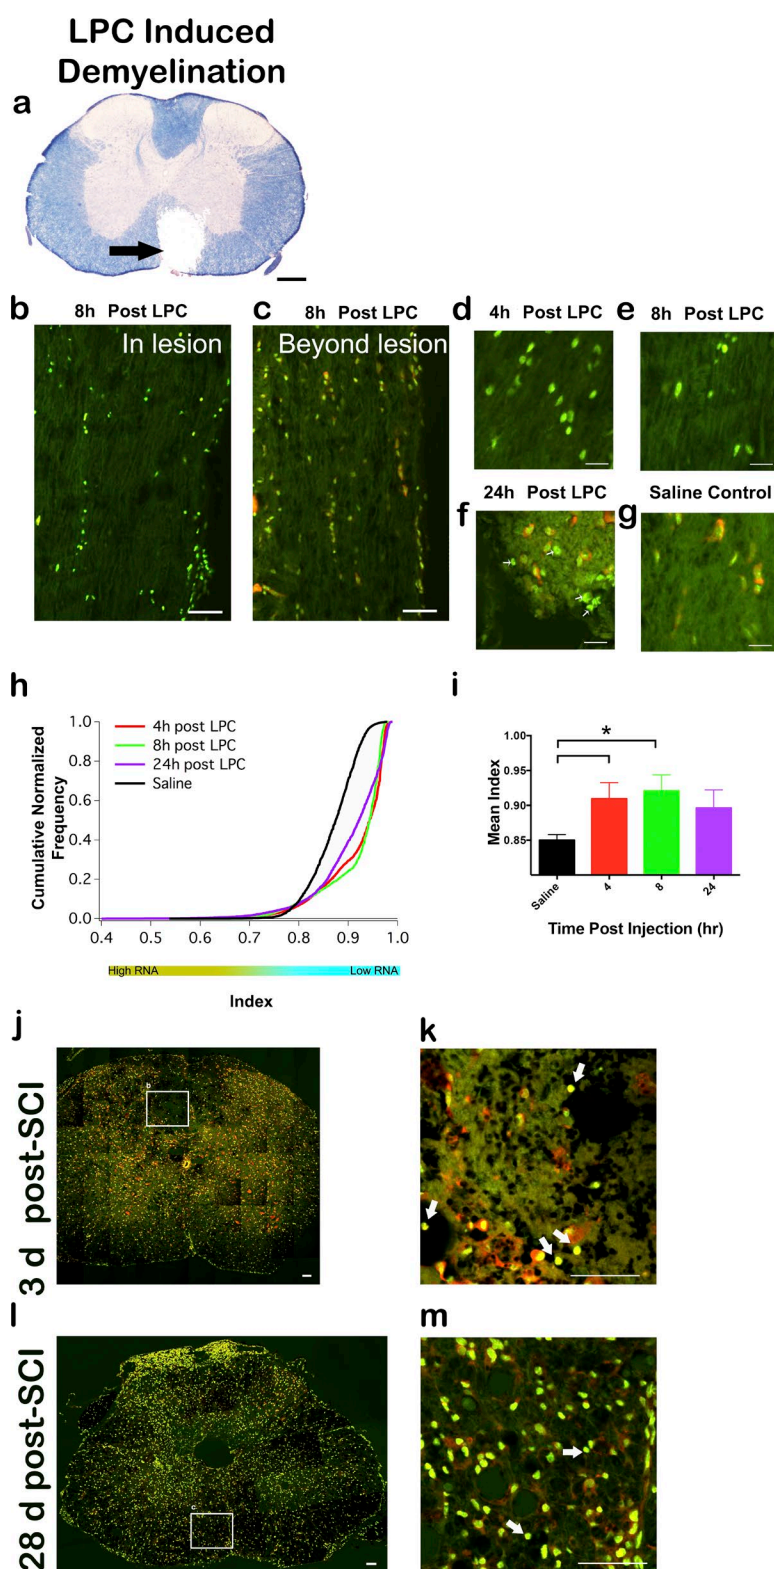 LPC Induced
Demyelination
a
b
8h Post LPC
In lesion
c
8h Post LPC
Beyond lesion
d
4h Post LPC
e
8h Post LPC
f
24h Post LPC
g
Saline Control
h
Cumulative Normalized
Frequency
1.0
0.8
0.6
0.4
0.2
0.0
4h post LPC
8h post LPC
24h post LPC
Saline
0.4 0.5 0.6 0.7 0.8 0.9 1.0
High RNA
Low RNA
Index
i
Mean Index
1.00
0.95
0.90
0.85
*
Saline 4 8 24
Time Post Injection (hr)
j
3 d post-SCI
b
k
l
28 d post-SCI
c
m